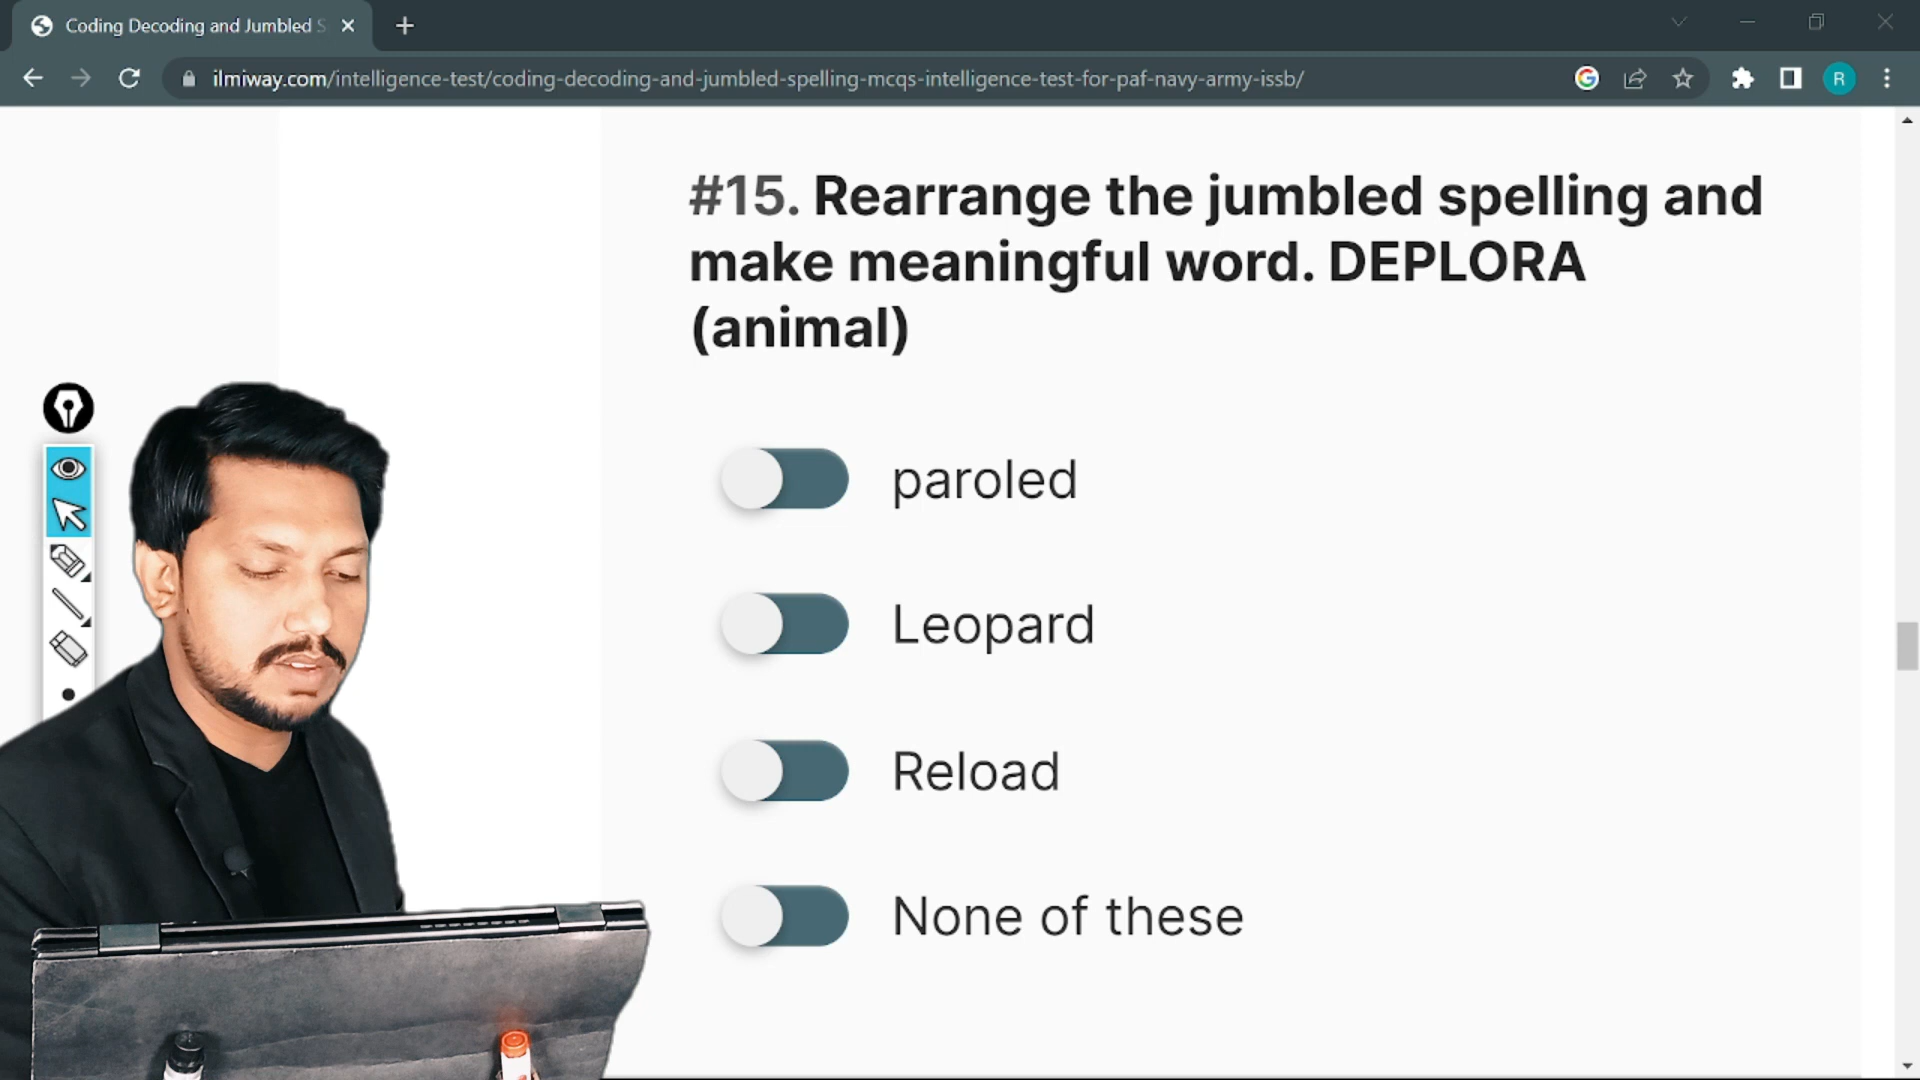 Coding Decoding and Jumbled S
ilmiway.com/intelligence-test/coding-decoding-and-jumbled-spelling-mcqs-intelligence-test-for-paf-navy-army-issb/
R
#15. Rearrange the jumbled spelling and
make meaningful word. DEPLORA
(animal)
paroled
Leopard
Reload
None of these